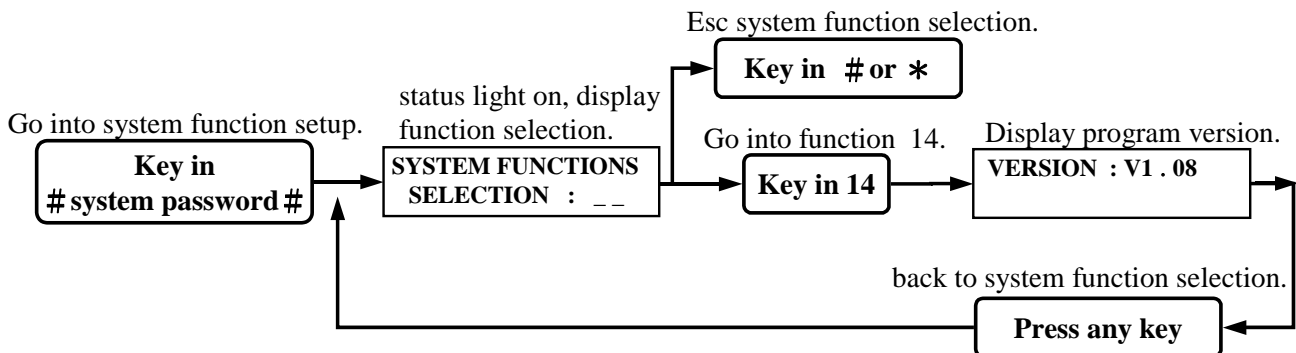 Esc system function selection.
Key in # or *
status light on, display
function selection.
Go into system function setup.
Key in
# system password #
SYSTEM FUNCTIONS
SELECTION : _ _
Go into function 14.
Key in 14
Display program version.
VERSION : V1 . 08
back to system function selection.
Press any key